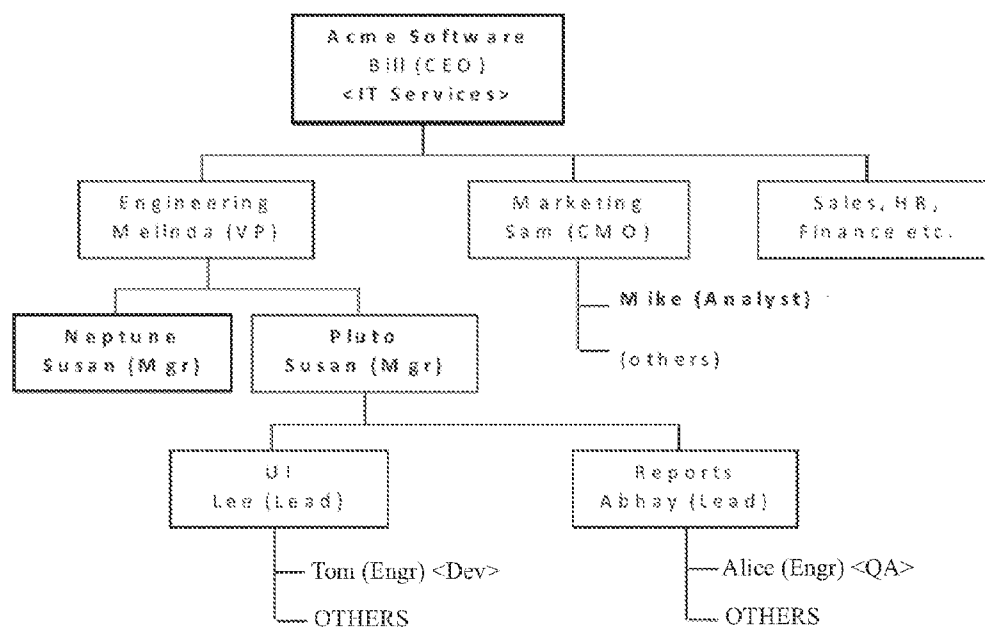 Acme Software
Bill (CEO)
<IT Services>
Engineering
Melinda (VP)
Marketing
Sam (CMO)
Sales, HR,
Finance etc.
Neptune
Susan (Mgr)
Pluto
Susan (Mgr)
Mike (Analyst)
(others)
UI
Lee (Lead)
Reports
Abhay (Lead)
Tom (Engr) <Dev>
OTHERS
Alice (Engr) <QA>
OTHERS